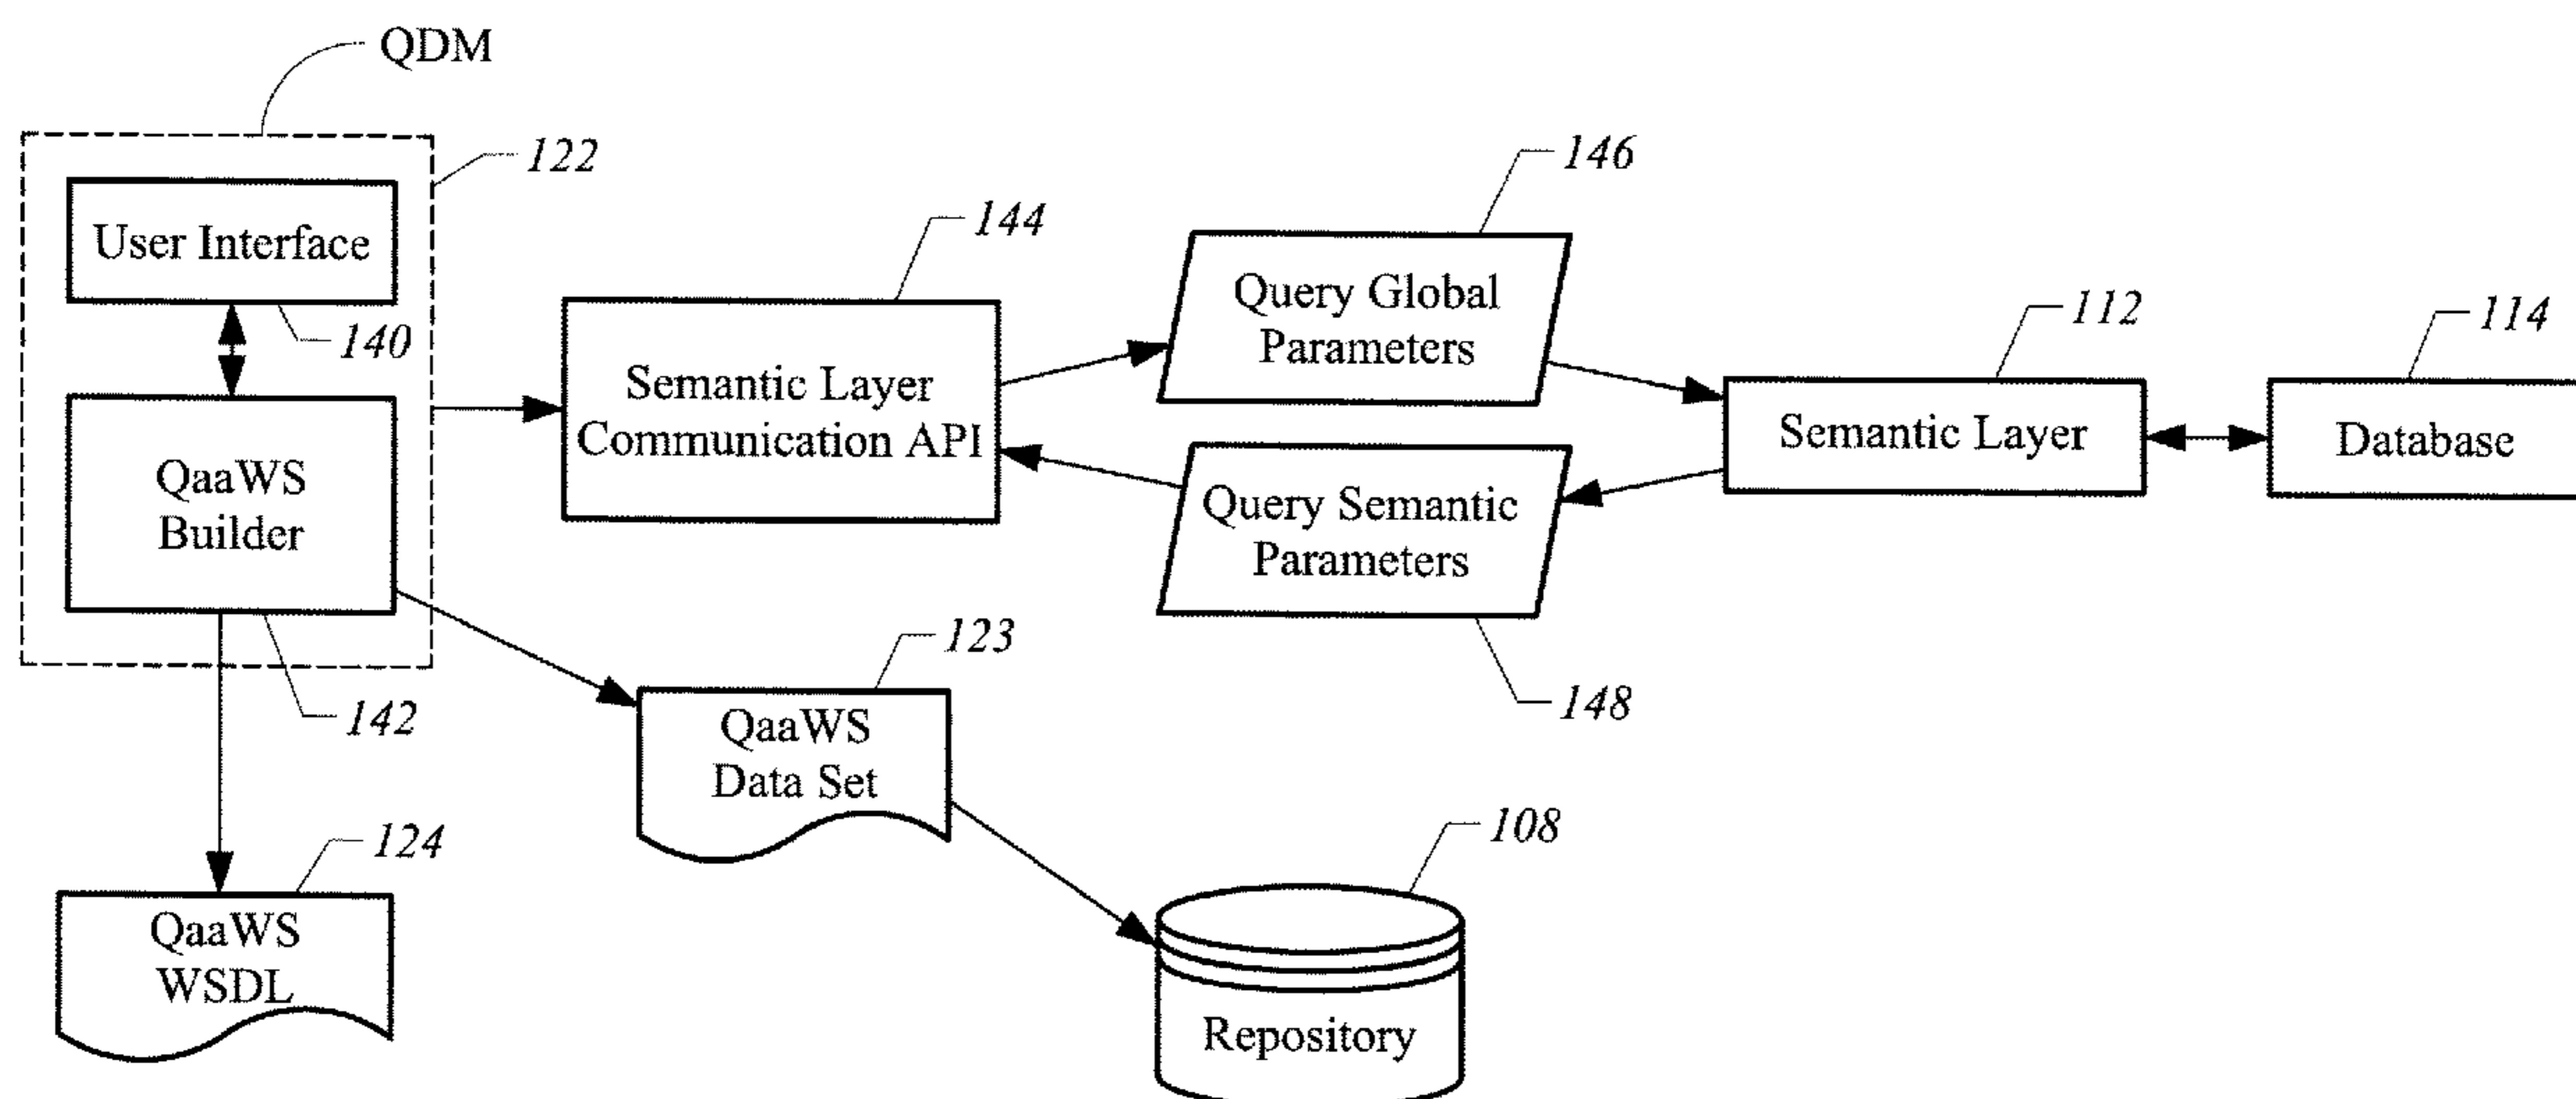 QDM
122
User Interface
140
QaaWS
Builder
142
144
Semantic Layer
Communication API
146
Query Global
Parameters
Query Semantic
Parameters
148
112
Semantic Layer
114
Database
123
QaaWS
Data Set
124
QaaWS
WSDL
108
Repository